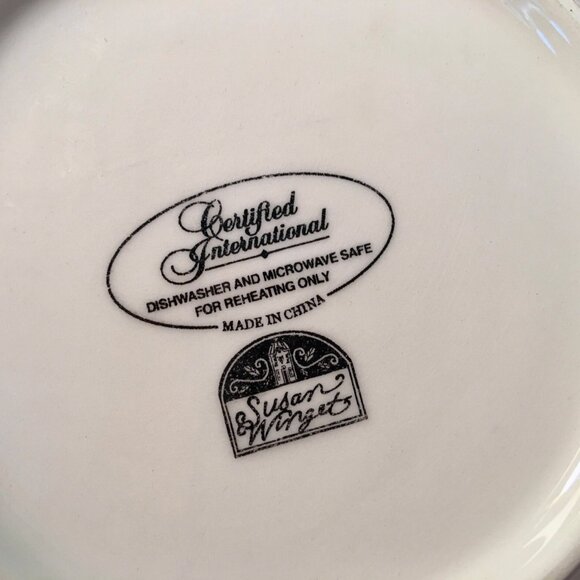 Certified
International
DISHWASHER AND MICROWAVE SAFE
FOR REHEATING ONLY
MADE IN CHINA
Susan
Winget